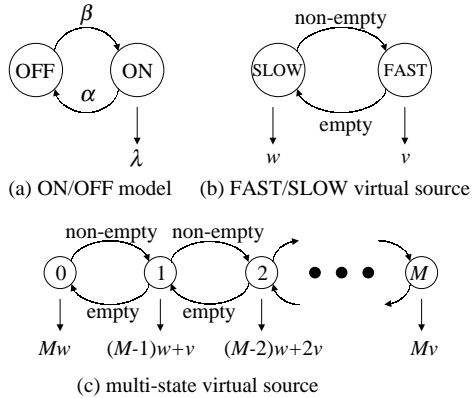 β
OFF ON
α
λ
(a) ON/OFF model
non-empty
SLOW FAST
empty
w v
(b) FAST/SLOW virtual source
non-empty non-empty
0 1 2 M
empty empty
Mw (M-1)w+v (M-2)w+2v Mv
(c) multi-state virtual source